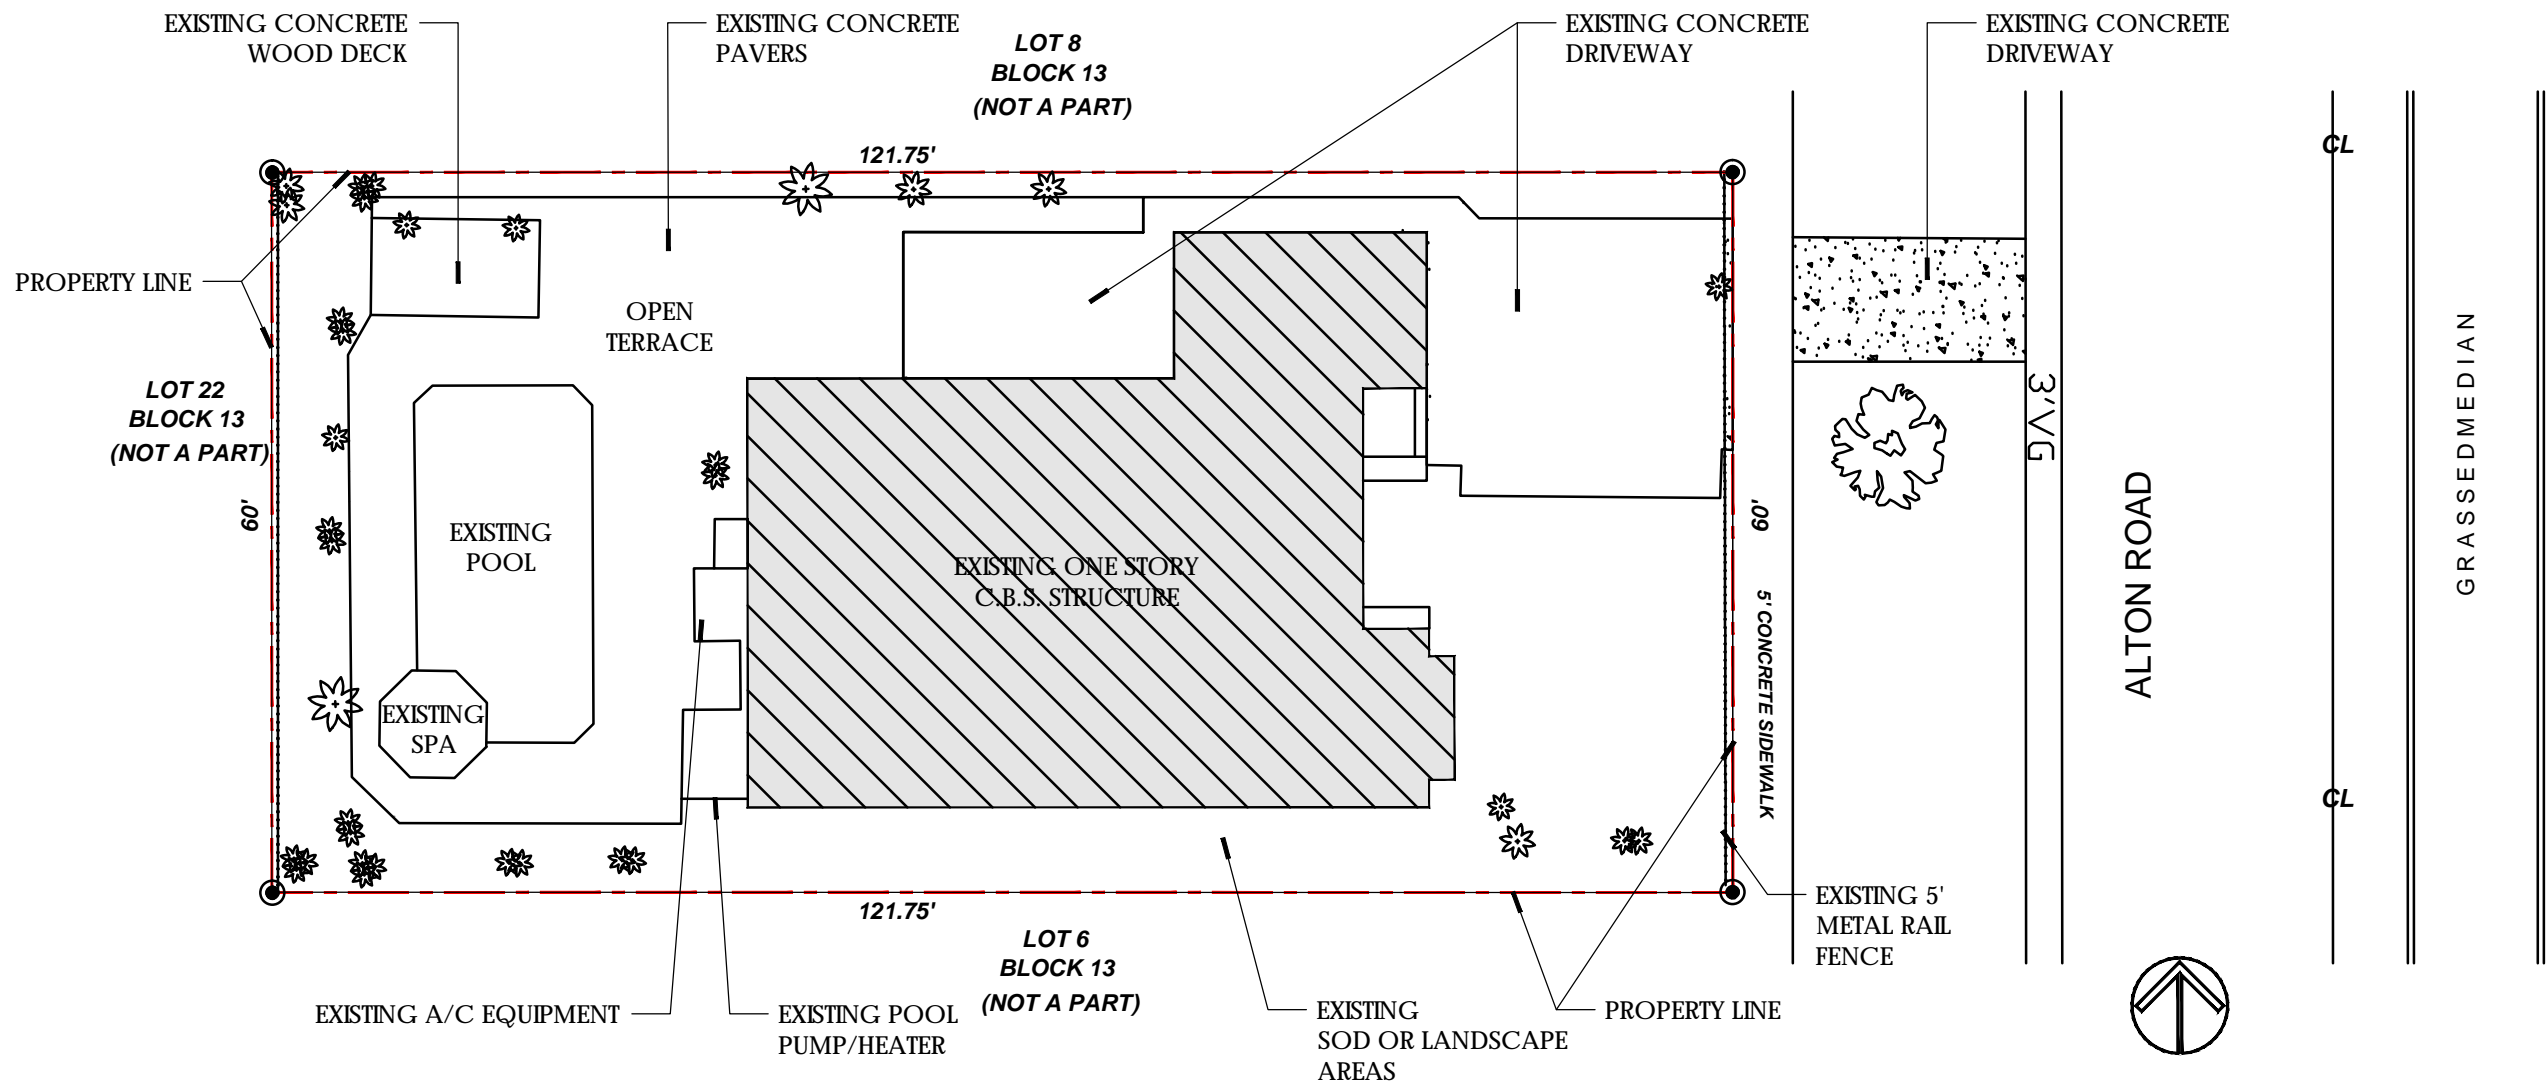 EXISTING CONCRETE
WOOD DECK
EXISTING CONCRETE
PAVERS
LOT 8
BLOCK 13
(NOT A PART)
EXISTING CONCRETE
DRIVEWAY
EXISTING CONCRETE
DRIVEWAY
CL
121.75'
PROPERTY LINE
OPEN
TERRACE
LOT 22
BLOCK 13
(NOT A PART)
60'
EXISTING
POOL
EXISTING
SPA
EXISTING ONE STORY
C.B.S. STRUCTURE
60'
5' CONCRETE SIDEWALK
3'VG
ALTON ROAD
GRASSEDMEDIAN
CL
121.75'
LOT 6
BLOCK 13
(NOT A PART)
EXISTING 5'
METAL RAIL
FENCE
EXISTING A/C EQUIPMENT
EXISTING POOL
PUMP/HEATER
EXISTING
SOD OR LANDSCAPE
AREAS
PROPERTY LINE